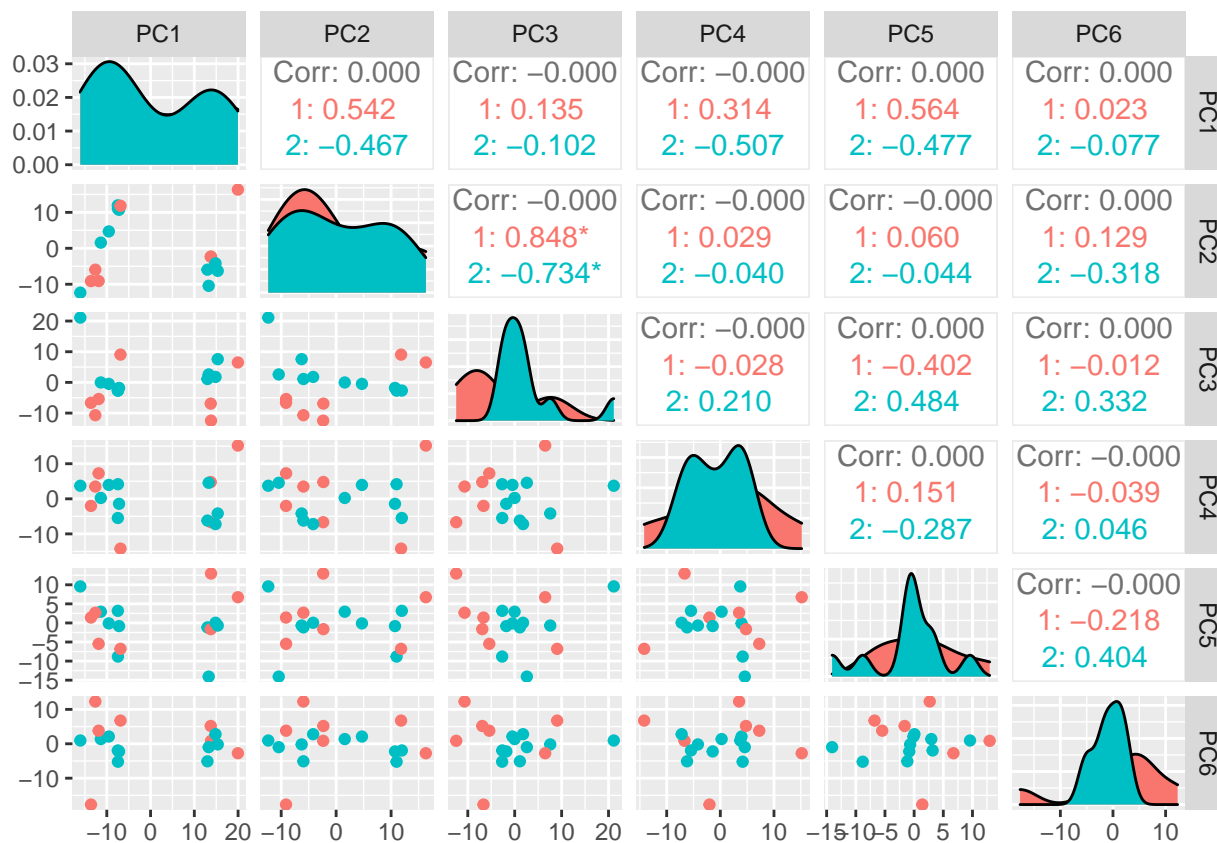 PC1 PC2 PC3 PC4 PC5 PC6
0.03
0.02
0.01
0.00
Corr: 0.000
1: 0.542
2: −0.467
Corr: −0.000
1: 0.135
2: −0.102
Corr: −0.000
1: 0.314
2: −0.507
Corr: 0.000
1: 0.564
2: −0.477
Corr: 0.000
1: 0.023
2: −0.077
PC1
10
0
−10
Corr: −0.000
1: 0.848*
2: −0.734*
Corr: −0.000
1: 0.029
2: −0.040
Corr: −0.000
1: 0.060
2: −0.044
Corr: 0.000
1: 0.129
2: −0.318
PC2
20
10
0
−10
Corr: −0.000
1: −0.028
2: 0.210
Corr: 0.000
1: −0.402
2: 0.484
Corr: 0.000
1: −0.012
2: 0.332
PC3
10
0
−10
Corr: 0.000
1: 0.151
2: −0.287
Corr: −0.000
1: −0.039
2: 0.046
PC4
10
5
0
−5
−10
−15
Corr: −0.000
1: −0.218
2: 0.404
PC5
10
0
−10
PC6
−10 0 10 20
−10 0 10
−10 0 10 20
−10 0 10
−15 −10 −5 0 5 10
−10 0 10